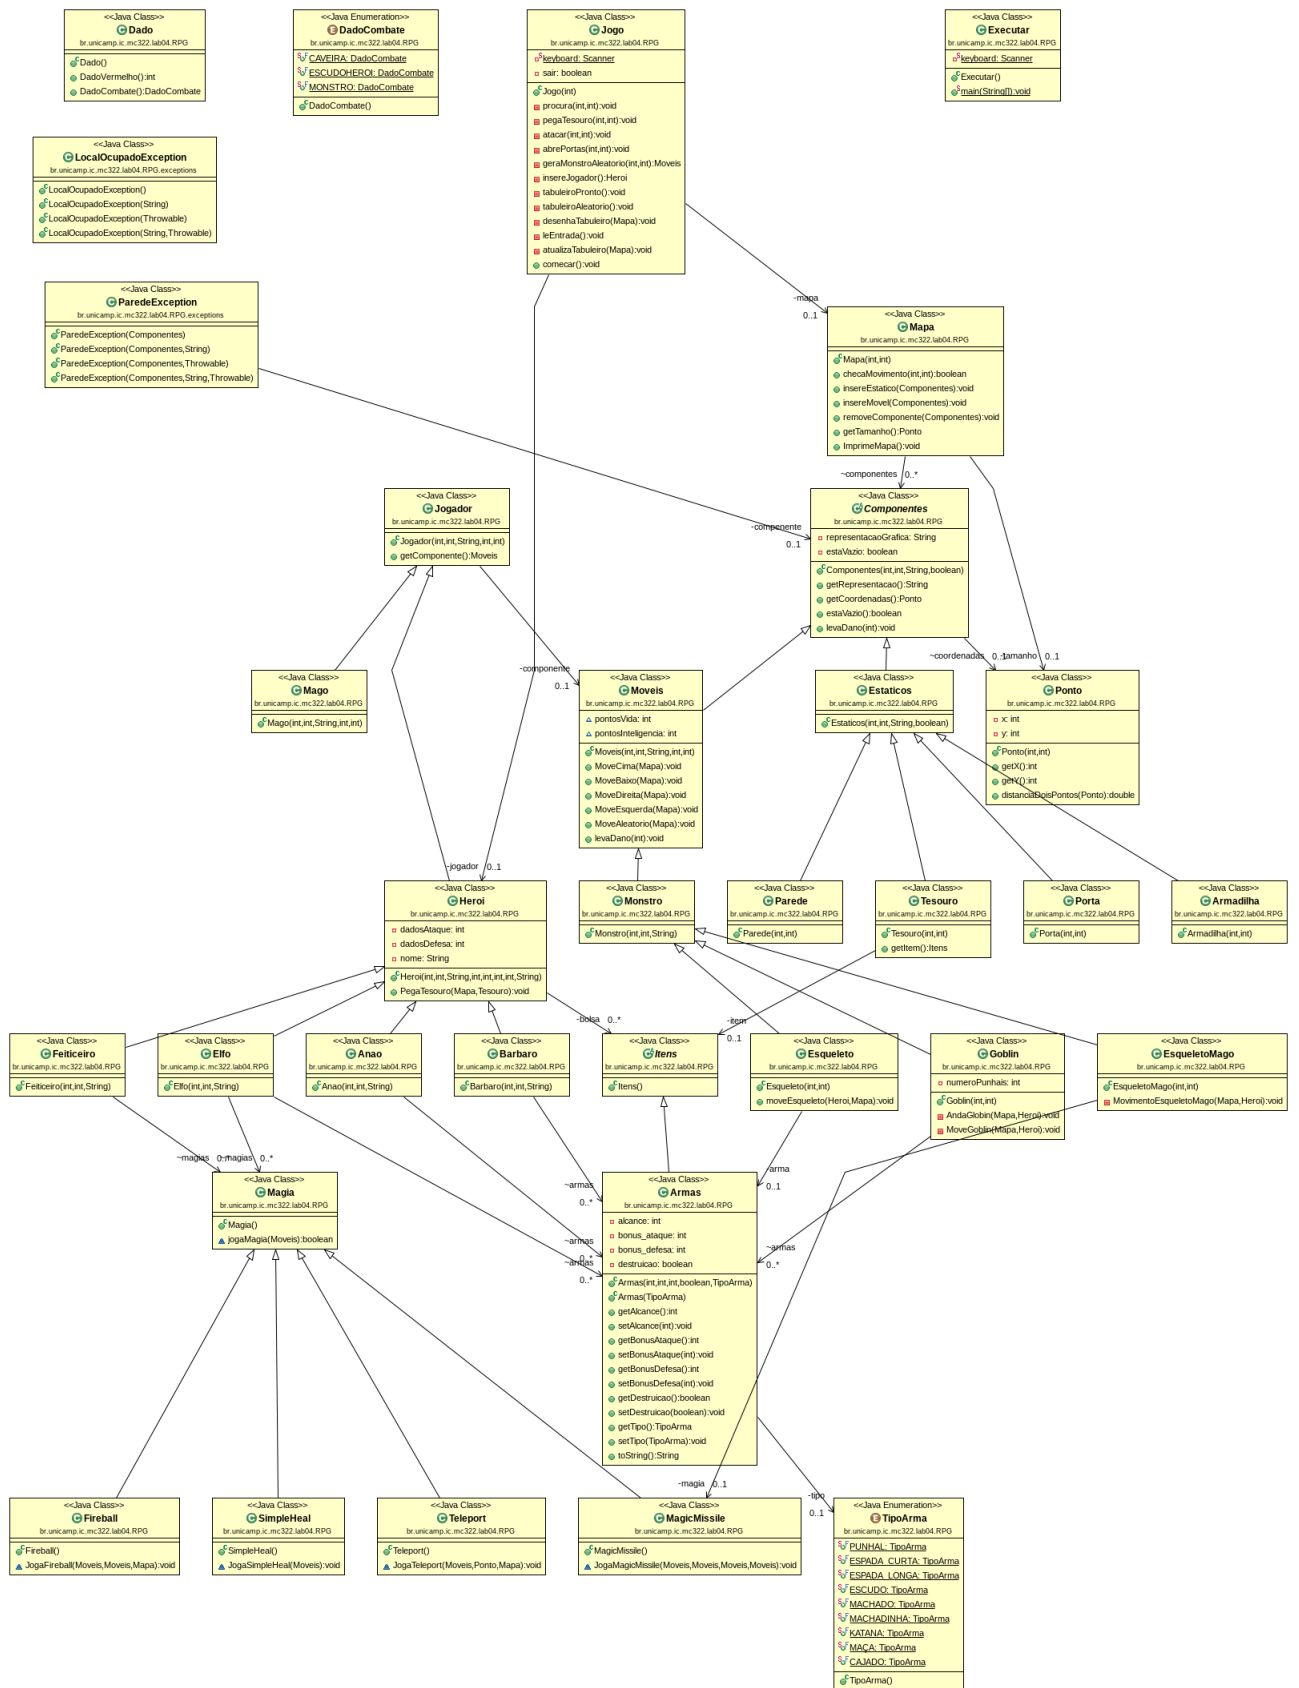 <<Java Class>>
Dado
br.unicamp.ic.mc322.lab04.RPG
Dado()
DadoVermelho():int
DadoCombate():DadoCombate
<<Java Enumeration>>
DadoCombate
br.unicamp.ic.mc322.lab04.RPG
CAVEIRA: DadoCombate
ESCUDOHEROI: DadoCombate
MONSTRO: DadoCombate
DadoCombate()
<<Java Class>>
Jogo
br.unicamp.ic.mc322.lab04.RPG
keyboard: Scanner
sair: boolean
Jogo(int)
procura(int,int):void
pegaTesouro(int,int):void
atacar(int,int):void
abrePortas(int,int):void
geraMonstroAleatorio(int,int):Moveis
insereJogador():Heroi
tabuleiroPronto():void
tabuleiroAleatorio():void
desenhaTabuleiro(Mapa):void
leEntrada():void
atualizaTabuleiro(Mapa):void
comecar():void
<<Java Class>>
Executar
br.unicamp.ic.mc322.lab04.RPG
keyboard: Scanner
Executar()
main(String[]):void
<<Java Class>>
LocalOcupadoException
br.unicamp.ic.mc322.lab04.RPG.exceptions
LocalOcupadoException()
LocalOcupadoException(String)
LocalOcupadoException(Throwable)
LocalOcupadoException(String,Throwable)
<<Java Class>>
ParedeException
br.unicamp.ic.mc322.lab04.RPG.exceptions
ParedeException(Componentes)
ParedeException(Componentes,String)
ParedeException(Componentes,Throwable)
ParedeException(Componentes,String,Throwable)
-mapa
0..1
<<Java Class>>
Mapa
br.unicamp.ic.mc322.lab04.RPG
Mapa(int,int)
checaMovimento(int,int):boolean
insereEstatico(Componentes):void
insereMovel(Componentes):void
removeComponente(Componentes):void
getTamanho():Ponto
ImprimeMapa():void
~componentes
0..*
<<Java Class>>
Jogador
br.unicamp.ic.mc322.lab04.RPG
Jogador(int,int,String,int,int)
getComponente():Moveis
-compenente
0..1
<<Java Class>>
Componentes
br.unicamp.ic.mc322.lab04.RPG
representacaoGrafica: String
estaVazio: boolean
Componentes(int,int,String,boolean)
getRepresentacao():String
getCoordenadas():Ponto
estaVazio():boolean
levaDano(int):void
~coordenadas
0..1
-tamanho
0..1
<<Java Class>>
Mago
br.unicamp.ic.mc322.lab04.RPG
Mago(int,int,String,int,int)
-componente
0..1
<<Java Class>>
Moveis
br.unicamp.ic.mc322.lab04.RPG
pontosVida: int
pontosInteligencia: int
Moveis(int,int,String,int,int)
MoveCima(Mapa):void
MoveBaixo(Mapa):void
MoveDireita(Mapa):void
MoveEsquerda(Mapa):void
MoveAleatorio(Mapa):void
levaDano(int):void
<<Java Class>>
Estaticos
br.unicamp.ic.mc322.lab04.RPG
Estaticos(int,int,String,boolean)
<<Java Class>>
Ponto
br.unicamp.ic.mc322.lab04.RPG
x: int
y: int
Ponto(int,int)
getX():int
getY():int
distanciaDoisPontos(Ponto):double
-jogador
0..1
<<Java Class>>
Heroi
br.unicamp.ic.mc322.lab04.RPG
dadosAtaque: int
dadosDefesa: int
nome: String
Heroi(int,int,String,int,int,int,int,String)
PegaTesouro(Mapa,Tesouro):void
<<Java Class>>
Monstro
br.unicamp.ic.mc322.lab04.RPG
Monstro(int,int,String)
<<Java Class>>
Parede
br.unicamp.ic.mc322.lab04.RPG
Parede(int,int)
<<Java Class>>
Tesouro
br.unicamp.ic.mc322.lab04.RPG
Tesouro(int,int)
getItem():Itens
<<Java Class>>
Porta
br.unicamp.ic.mc322.lab04.RPG
Porta(int,int)
<<Java Class>>
Armadilha
br.unicamp.ic.mc322.lab04.RPG
Armadilha(int,int)
-bolsa
0..*
-item
0..1
<<Java Class>>
Feiticeiro
br.unicamp.ic.mc322.lab04.RPG
Feiticeiro(int,int,String)
<<Java Class>>
Elfo
br.unicamp.ic.mc322.lab04.RPG
Elfo(int,int,String)
<<Java Class>>
Anao
br.unicamp.ic.mc322.lab04.RPG
Anao(int,int,String)
<<Java Class>>
Barbaro
br.unicamp.ic.mc322.lab04.RPG
Barbaro(int,int,String)
<<Java Class>>
Itens
br.unicamp.ic.mc322.lab04.RPG
Itens()
<<Java Class>>
Esqueleto
br.unicamp.ic.mc322.lab04.RPG
Esqueleto(int,int)
moveEsqueleto(Heroi,Mapa):void
<<Java Class>>
Goblin
br.unicamp.ic.mc322.lab04.RPG
numeroPunhais: int
Goblin(int,int)
AndaGlobin(Mapa,Heroi):void
MoveGoblin(Mapa,Heroi):void
<<Java Class>>
EsqueletoMago
br.unicamp.ic.mc322.lab04.RPG
EsqueletoMago(int,int)
MovimentoEsqueletoMago(Mapa,Heroi):void
~magias
0..*
~magias
0..*
<<Java Class>>
Magia
br.unicamp.ic.mc322.lab04.RPG
Magia()
jogaMagia(Moveis):boolean
~armas
0..*
~armas
0..*
~armas
0..*
-arma
0..1
~armas
0..*
<<Java Class>>
Armas
br.unicamp.ic.mc322.lab04.RPG
alcance: int
bonus_ataque: int
bonus_defesa: int
destruicao: boolean
Armas(int,int,int,boolean,TipoArma)
Armas(TipoArma)
getAlcance():int
setAlcance(int):void
getBonusAtaque():int
setBonusAtaque(int):void
getBonusDefesa():int
setBonusDefesa(int):void
getDestruicao():boolean
setDestruicao(boolean):void
getTipo():TipoArma
setTipo(TipoArma):void
toString():String
-magia
0..1
-tipo
0..1
<<Java Class>>
Fireball
br.unicamp.ic.mc322.lab04.RPG
Fireball()
JogaFireball(Moveis,Moveis,Mapa):void
<<Java Class>>
SimpleHeal
br.unicamp.ic.mc322.lab04.RPG
SimpleHeal()
JogaSimpleHeal(Moveis):void
<<Java Class>>
Teleport
br.unicamp.ic.mc322.lab04.RPG
Teleport()
JogaTeleport(Moveis,Ponto,Mapa):void
<<Java Class>>
MagicMissile
br.unicamp.ic.mc322.lab04.RPG
MagicMissile()
JogaMagicMissile(Moveis,Moveis,Moveis,Moveis):void
<<Java Enumeration>>
TipoArma
br.unicamp.ic.mc322.lab04.RPG
PUNHAL: TipoArma
ESPADA_CURTA: TipoArma
ESPADA_LONGA: TipoArma
ESCUDO: TipoArma
MACHADO: TipoArma
MACHADINHA: TipoArma
KATANA: TipoArma
MAÇA: TipoArma
CAJADO: TipoArma
TipoArma()